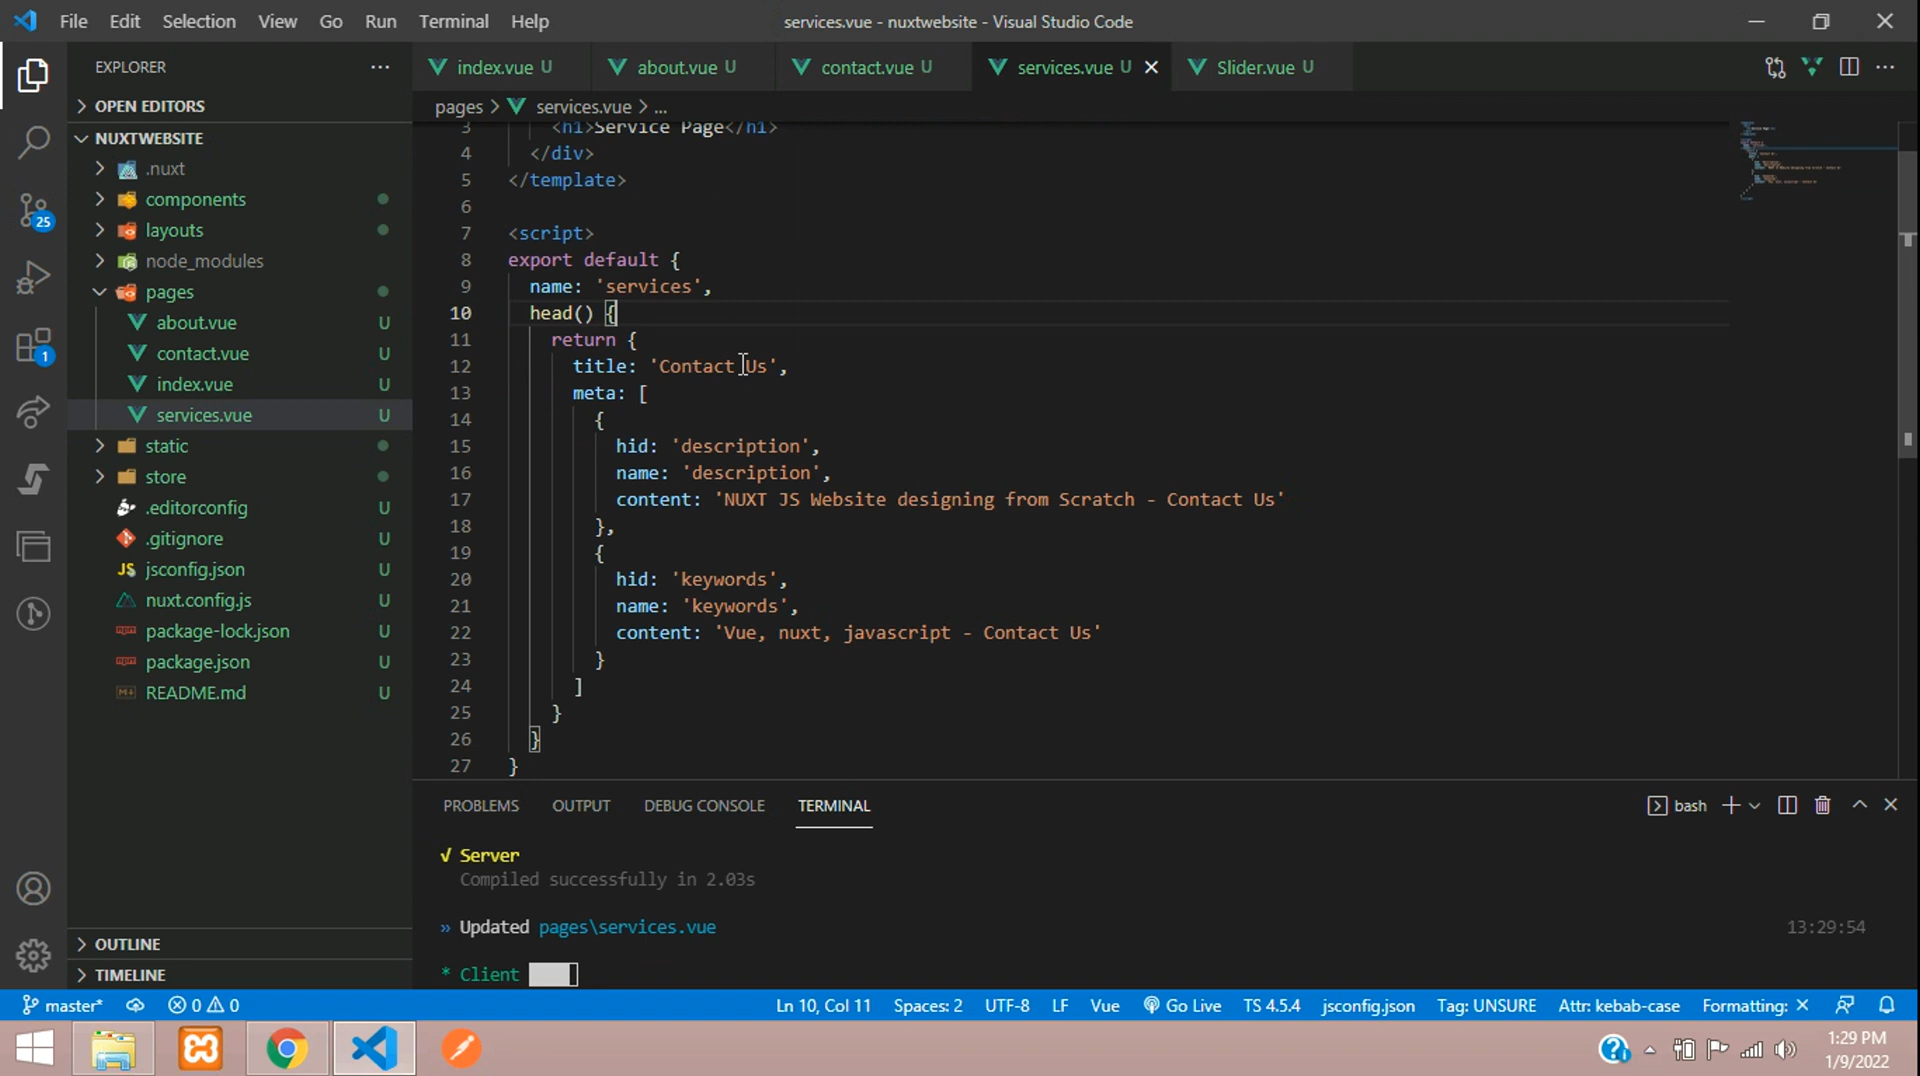 File Edit Selection View Go Run Terminal Help services.vue - nuxtwebsite - Visual Studio Code
EXPLORER
index.vue U about.vue U contact.vue U services.vue U Slider.vue U
OPEN EDITORS
NUXTWEBSITE
.nuxt
components
layouts
node_modules
pages
about.vue U
contact.vue U
index.vue U
services.vue U
static
store
.editorconfig U
.gitignore U
JS jsconfig.json U
nuxt.config.js U
package-lock.json U
package.json U
README.md U
OUTLINE
TIMELINE
25
1
pages > services.vue > ...
3 <h1>Service Page</h1>
4 </div>
5 </template>
6
7 <script>
8 export default {
9 name: 'services',
10 head() {
11 return {
12 title: 'Contact Us',
13 meta: [
14 {
15 hid: 'description',
16 name: 'description',
17 content: 'NUXT JS Website designing from Scratch - Contact Us'
18 },
19 {
20 hid: 'keywords',
21 name: 'keywords',
22 content: 'Vue, nuxt, javascript - Contact Us'
23 }
24 ]
25 }
26 }
27 }
PROBLEMS OUTPUT DEBUG CONSOLE TERMINAL bash
√ Server
Compiled successfully in 2.03s
» Updated pages\services.vue 13:29:54
* Client
master* 0 0 Ln 10, Col 11 Spaces: 2 UTF-8 LF Vue Go Live TS 4.5.4 jsconfig.json Tag: UNSURE Attr: kebab-case Formatting: ×
1:29 PM
1/9/2022